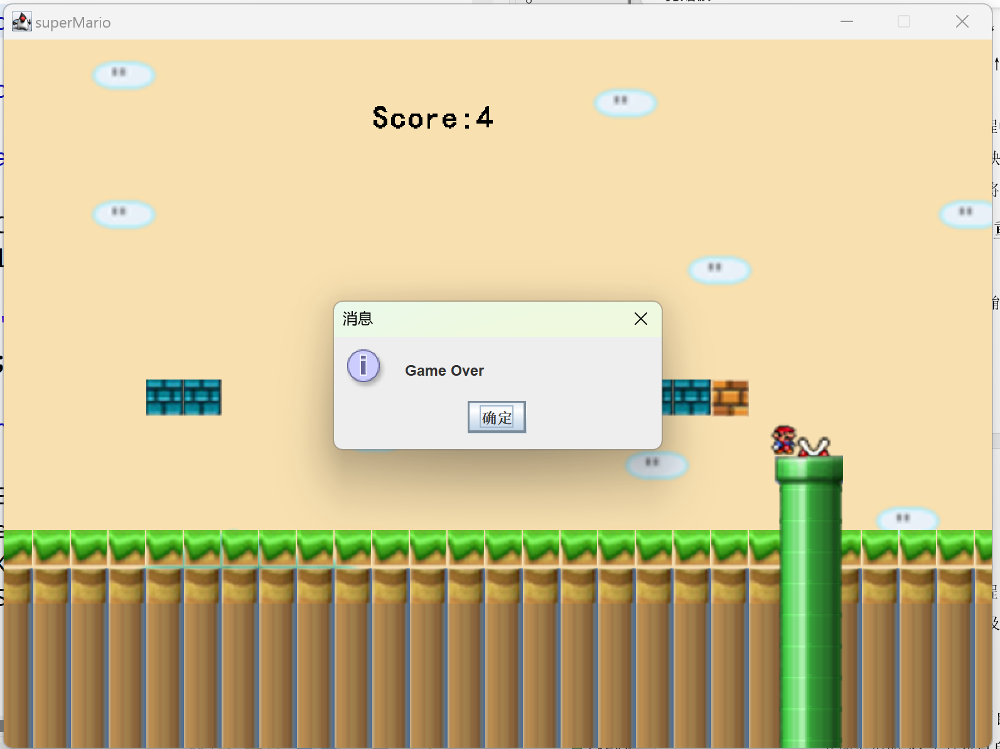 superMario
Score:4
消息
Game Over
确定